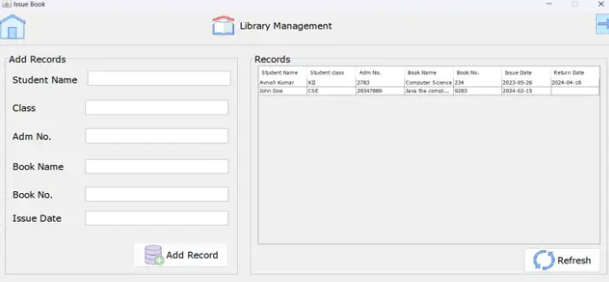 Issue Book
Library Management
Add Records
Student Name
Class
Adm No.
Book Name
Book No.
Issue Date
Add Record
Records
Student Name Student class Adm No. Book Name Book No. Issue Date Return Date
Avnish Kumar XII 2763 Computer Science 234 2023-05-26 2024-04-16
John Doe CSE 29347889 Java the compl... 9283 2024-02-15
Refresh